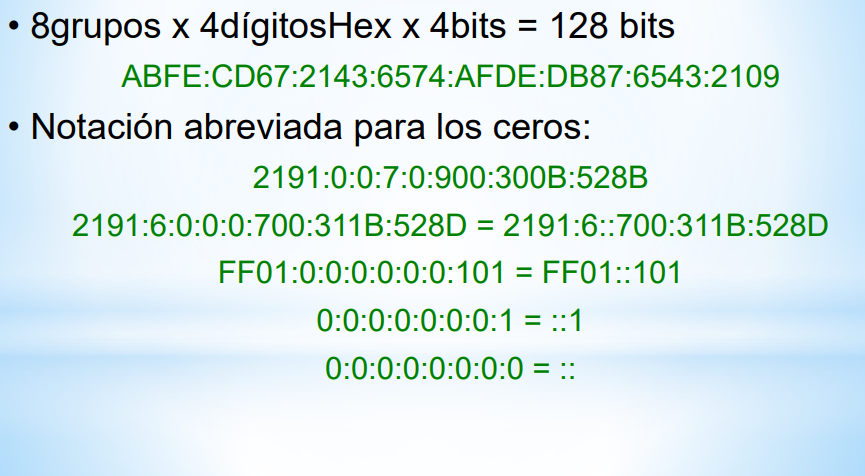 • 8grupos x 4dígitosHex x 4bits = 128 bits
ABFE:CD67:2143:6574:AFDE:DB87:6543:2109
• Notación abreviada para los ceros:
2191:0:0:7:0:900:300B:528B
2191:6:0:0:0:700:311B:528D = 2191:6::700:311B:528D
FF01:0:0:0:0:0:0:101 = FF01::101
0:0:0:0:0:0:0:1 = ::1
0:0:0:0:0:0:0:0 = ::